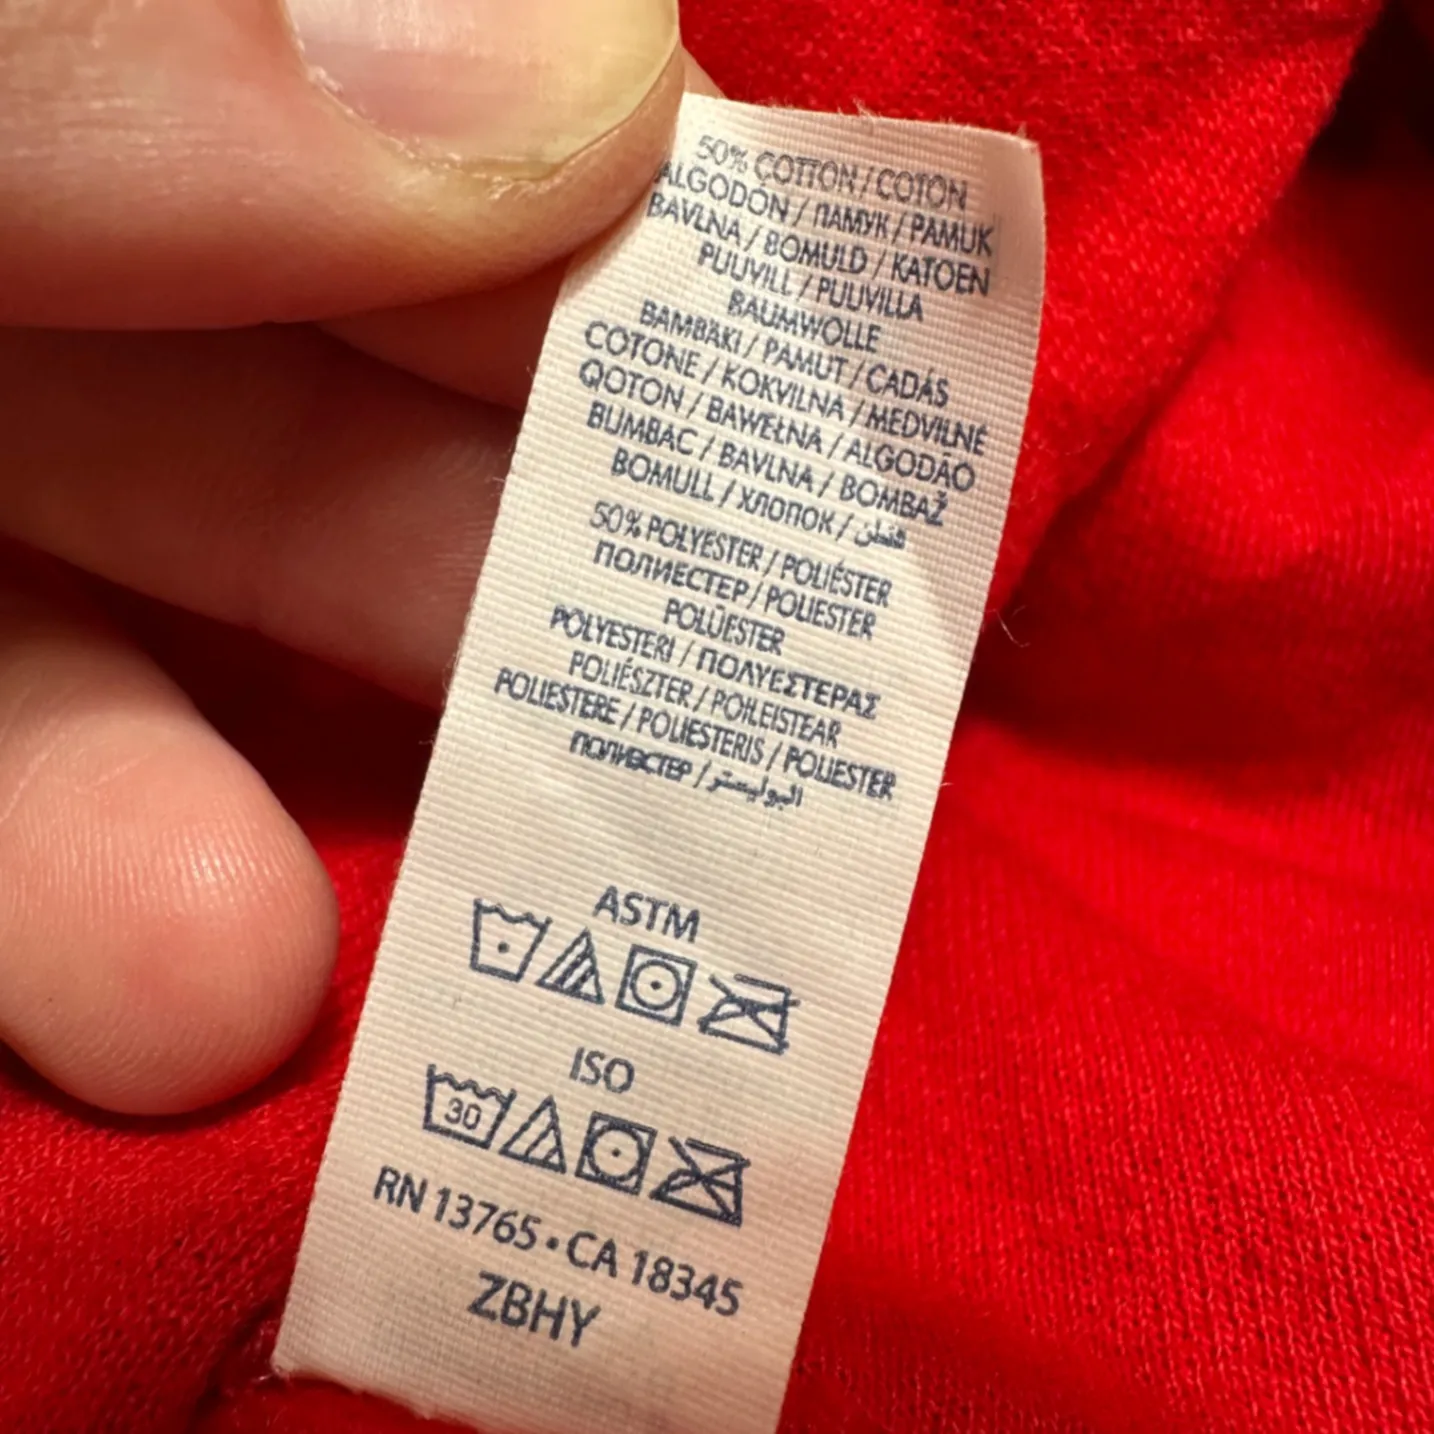 50% COTTON / COTON
ALGODÓN / ПАМУК / PAMUK
BAVLNA / BOMULD / KATOEN
PUUVILL / PUUVILLA
BAUMWOLLE
BAMBAKI / PAMUT / CADÁS
COTONE / KOKVILNA / MEDVILNĖ
QOTON / BAWEŁNA / ALGODÃO
BUMBAC / BAVLNA / BOMBAŽ
BOMULL / ХЛОПОК / قطن
50% POLYESTER / POLIÉSTER
ПОЛИЕСТЕР / POLIESTER
POLÜESTER
POLYESTERI / ΠΟΛΥΕΣΤΕΡΑΣ
POLIÉSZTER / POILEISTEAR
POLIESTERE / POLIESTERIS / POLIESTER
ПОЛИЭСТЕР / البوليستر
ASTM
ISO
30
RN 13765 • CA 18345
ZBHY